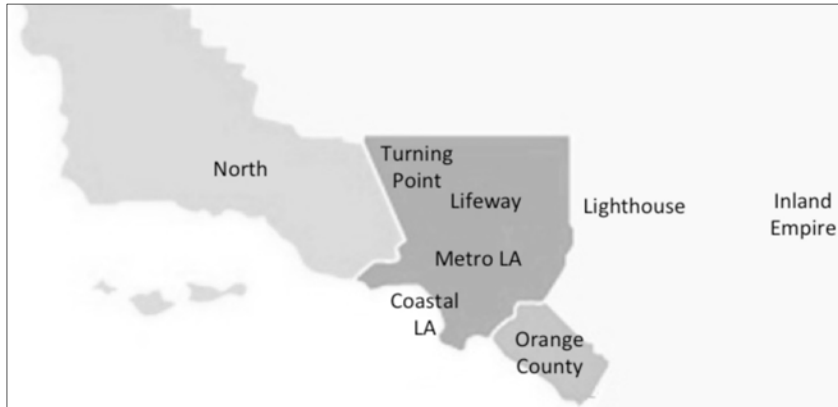 North
Turning
Point
Lifeway
Lighthouse
Inland
Empire
Metro LA
Coastal
LA
Orange
County